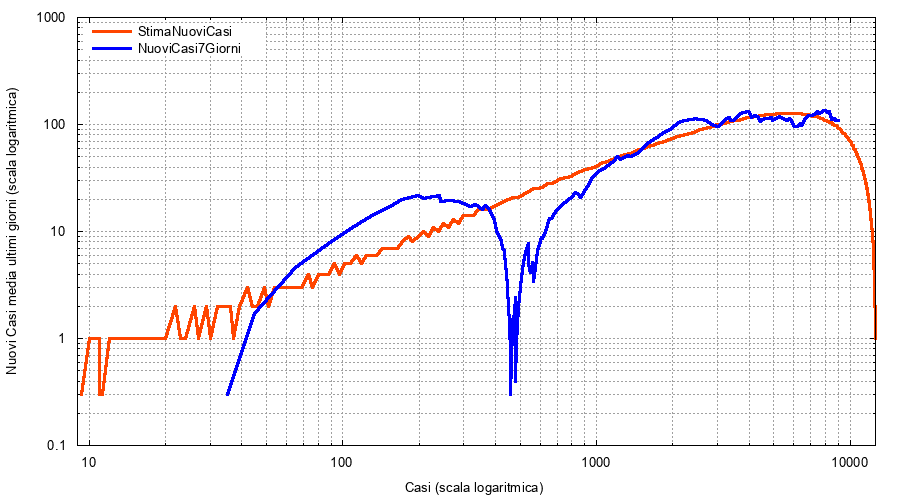 1000
StimaNuoviCasi
NuoviCasi7Giorni
100
10
1
0.1
Nuovi Casi media ultimi giorni (scala logaritmica)
10 100 1000 10000
Casi (scala logaritmica)